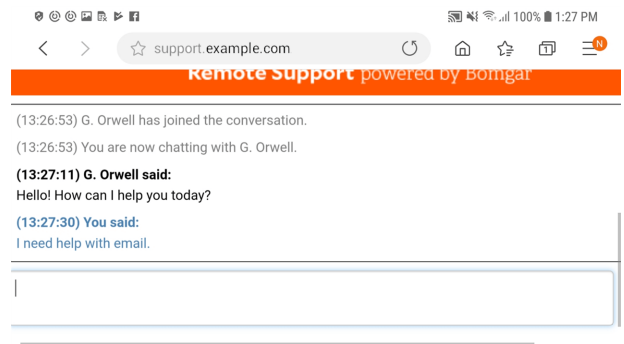 100% 1:27 PM
support.example.com
1
N
Remote Support powered by Bomgar
(13:26:53) G. Orwell has joined the conversation.
(13:26:53) You are now chatting with G. Orwell.
(13:27:11) G. Orwell said:
Hello! How can I help you today?
(13:27:30) You said:
I need help with email.